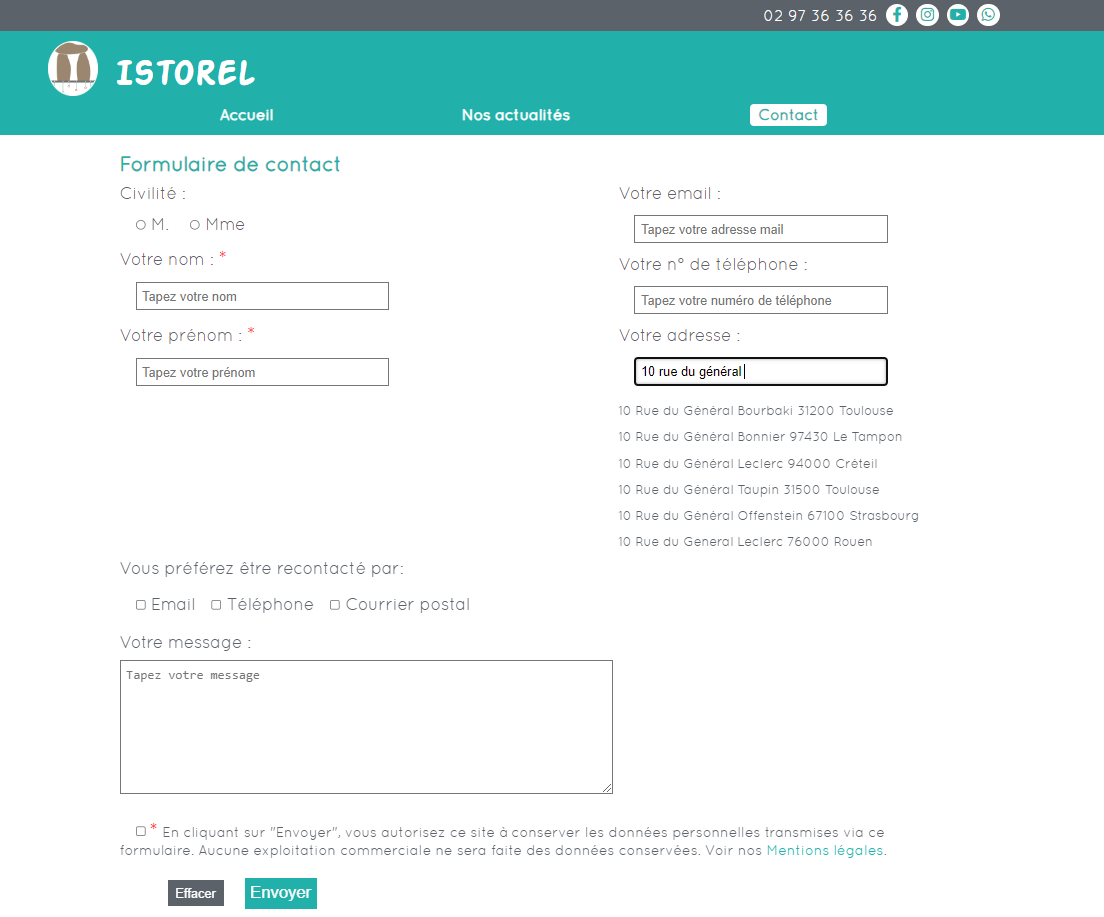 02 97 36 36 36
ISTOREL
Accueil
Nos actualités
Contact
Formulaire de contact
Civilité :
M.
Mme
Votre nom : *
Tapez votre nom
Votre prénom : *
Tapez votre prénom
Votre email :
Tapez votre adresse mail
Votre n° de téléphone :
Tapez votre numéro de téléphone
Votre adresse :
10 rue du général
10 Rue du Général Bourbaki 31200 Toulouse
10 Rue du Général Bonnier 97430 Le Tampon
10 Rue du Général Leclerc 94000 Créteil
10 Rue du Général Taupin 31500 Toulouse
10 Rue du Général Offenstein 67100 Strasbourg
10 Rue du General Leclerc 76000 Rouen
Vous préférez être recontacté par:
Email
Téléphone
Courrier postal
Votre message :
Tapez votre message
* En cliquant sur "Envoyer", vous autorisez ce site à conserver les données personnelles transmises via ce
formulaire. Aucune exploitation commerciale ne sera faite des données conservées. Voir nos Mentions légales.
Effacer
Envoyer